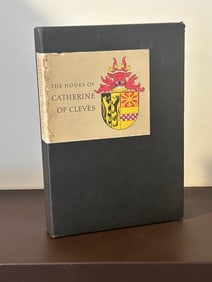 THE HOURS OF
CATHERINE
OF CLEVES